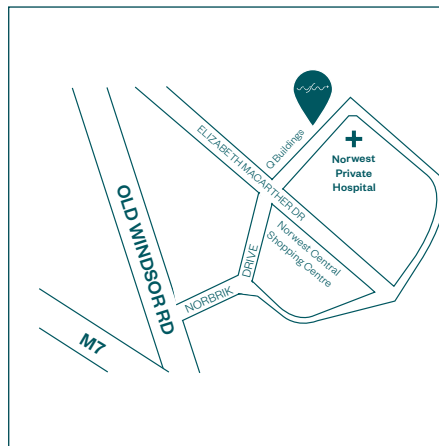 Q Buildings
Norwest
Private
Hospital
ELIZABETH MACARTHER DR
OLD WINDSOR RD
Norwest Central
Shopping Centre
NORBRIK
DRIVE
M7